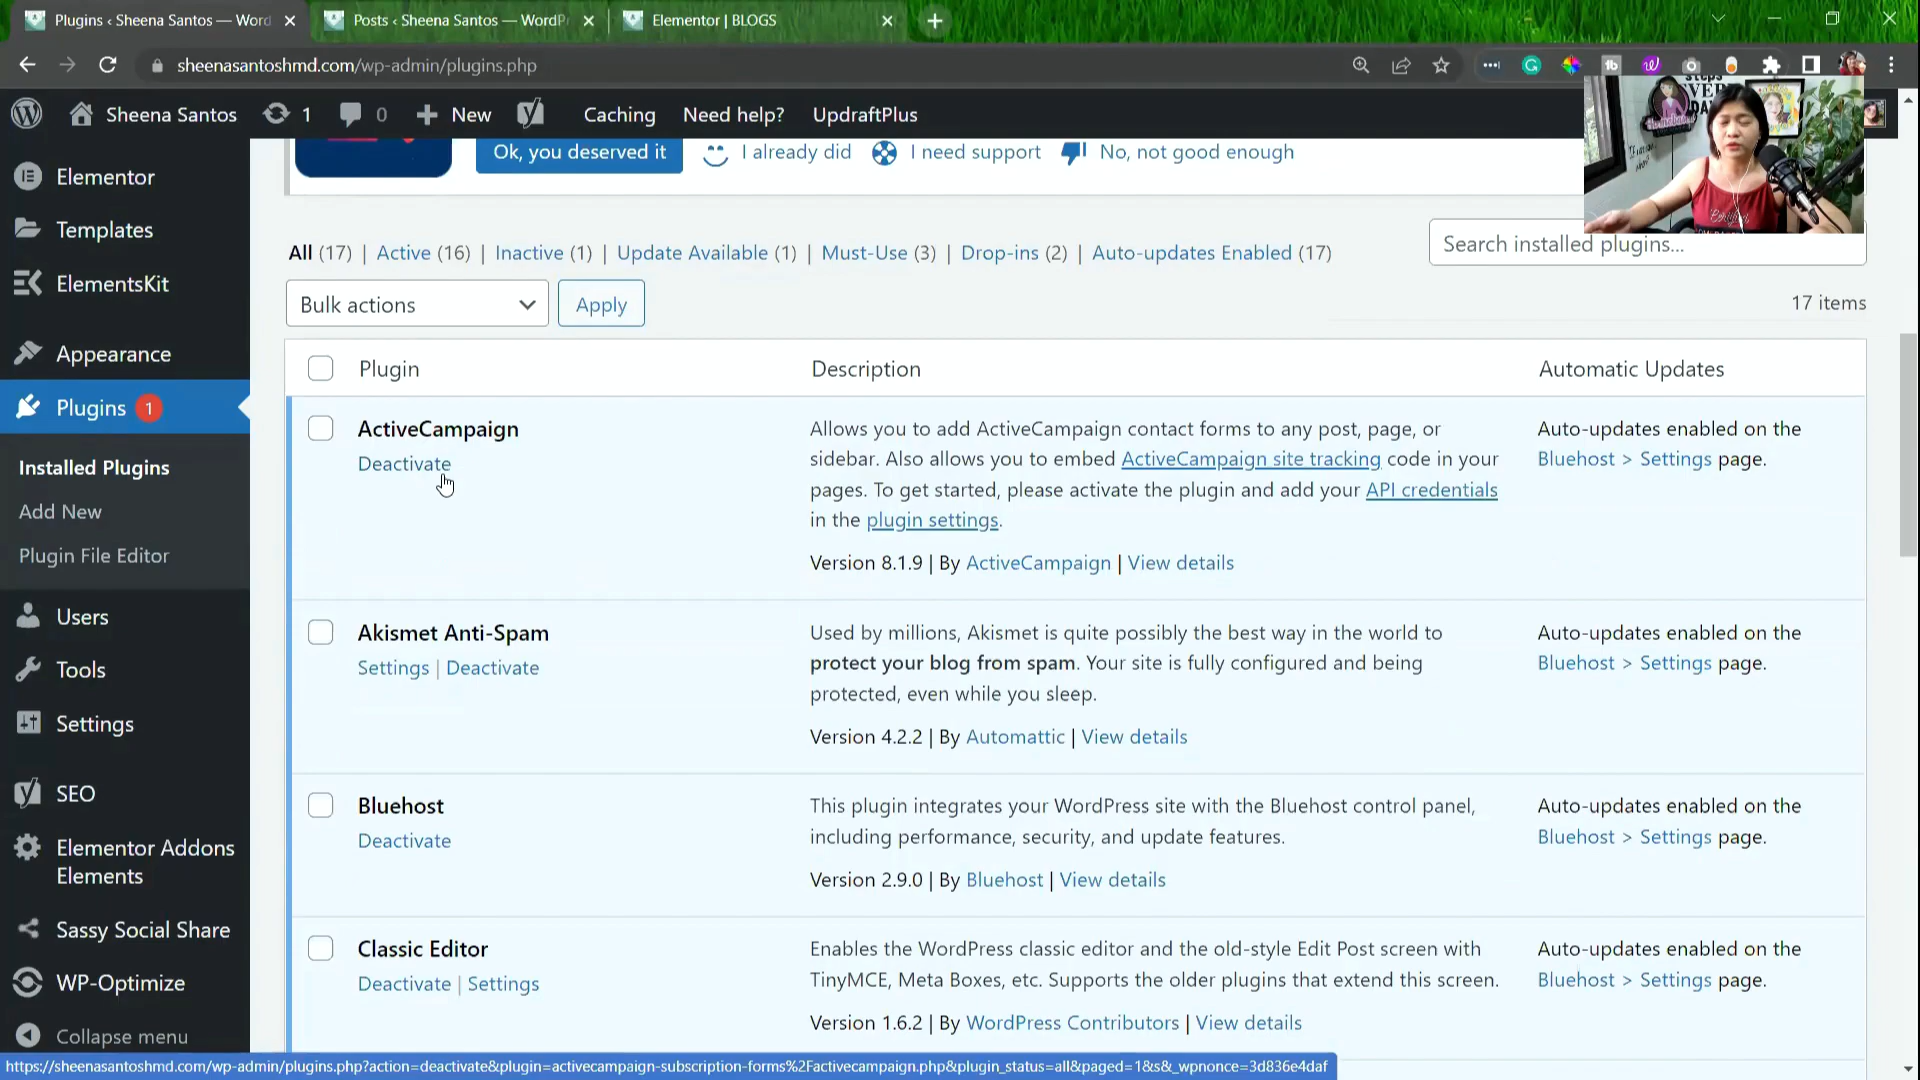 Plugins ‹ Sheena Santos — Word
Posts ‹ Sheena Santos — WordPr
Elementor | BLOGS
sheenasantoshmd.com/wp-admin/plugins.php
Sheena Santos
1
0
New
Caching
Need help?
UpdraftPlus
Elementor
Templates
ElementsKit
Appearance
Plugins 1
Installed Plugins
Add New
Plugin File Editor
Users
Tools
Settings
SEO
Elementor Addons
Elements
Sassy Social Share
WP-Optimize
Collapse menu
Ok, you deserved it
I already did
I need support
No, not good enough
All (17) | Active (16) | Inactive (1) | Update Available (1) | Must-Use (3) | Drop-ins (2) | Auto-updates Enabled (17)
Search installed plugins...
Bulk actions
Apply
17 items
Plugin
Description
Automatic Updates
ActiveCampaign
Deactivate
Allows you to add ActiveCampaign contact forms to any post, page, or
sidebar. Also allows you to embed ActiveCampaign site tracking code in your
pages. To get started, please activate the plugin and add your API credentials
in the plugin settings.
Version 8.1.9 | By ActiveCampaign | View details
Auto-updates enabled on the
Bluehost > Settings page.
Akismet Anti-Spam
Settings | Deactivate
Used by millions, Akismet is quite possibly the best way in the world to
protect your blog from spam. Your site is fully configured and being
protected, even while you sleep.
Version 4.2.2 | By Automattic | View details
Auto-updates enabled on the
Bluehost > Settings page.
Bluehost
Deactivate
This plugin integrates your WordPress site with the Bluehost control panel,
including performance, security, and update features.
Version 2.9.0 | By Bluehost | View details
Auto-updates enabled on the
Bluehost > Settings page.
Classic Editor
Deactivate | Settings
Enables the WordPress classic editor and the old-style Edit Post screen with
TinyMCE, Meta Boxes, etc. Supports the older plugins that extend this screen.
Version 1.6.2 | By WordPress Contributors | View details
Auto-updates enabled on the
Bluehost > Settings page.
https://sheenasantoshmd.com/wp-admin/plugins.php?action=deactivate&plugin=activecampaign-subscription-forms%2Factivecampaign.php&plugin_status=all&paged=1&s&_wpnonce=3d836e4daf